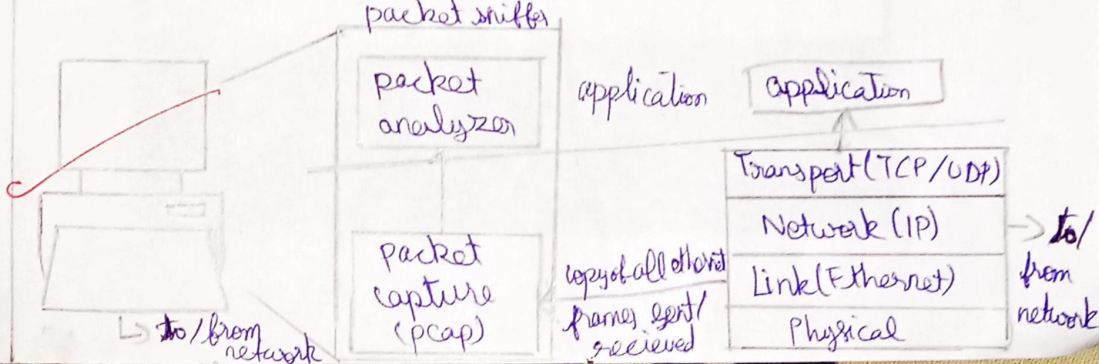 packet sniffer
packet
analyzer
application
application
Transport(TCP/UDP)
Network (IP)
Link(Ethernet)
Physical
packet
capture
(pcap)
copy of all ethernet
frames sent/
recieved
to/
from
network
to/from
network